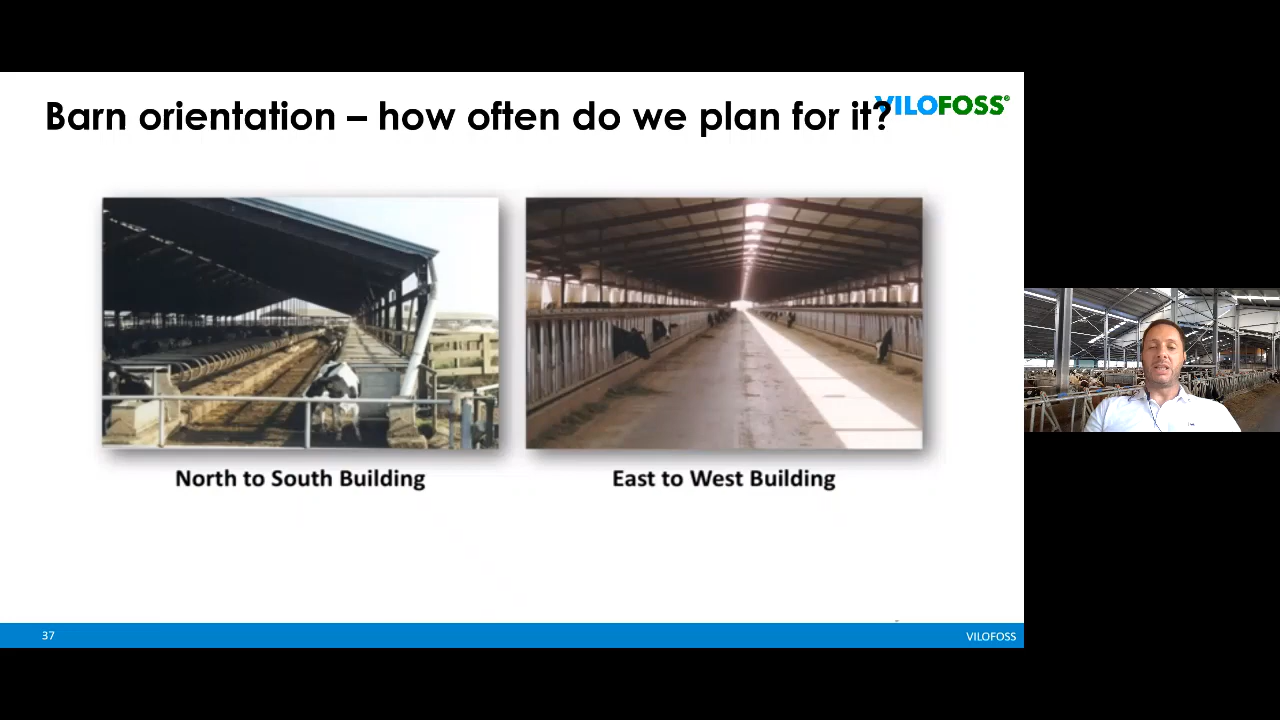 Barn orientation – how often do we plan for it?
VILOFOSS®
North to South Building
East to West Building
37
VILOFOSS